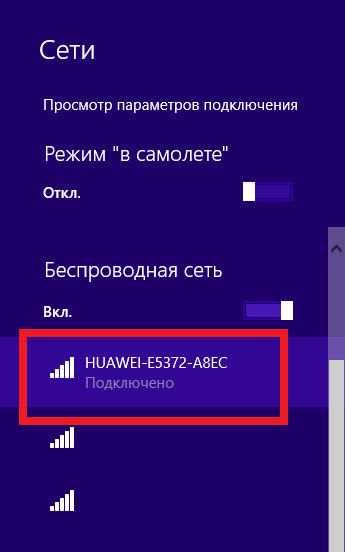 Сети
Просмотр параметров подключения
Режим "в самолете"
Откл.
Беспроводная сеть
Вкл.
HUAWEI-E5372-A8EC
Подключено